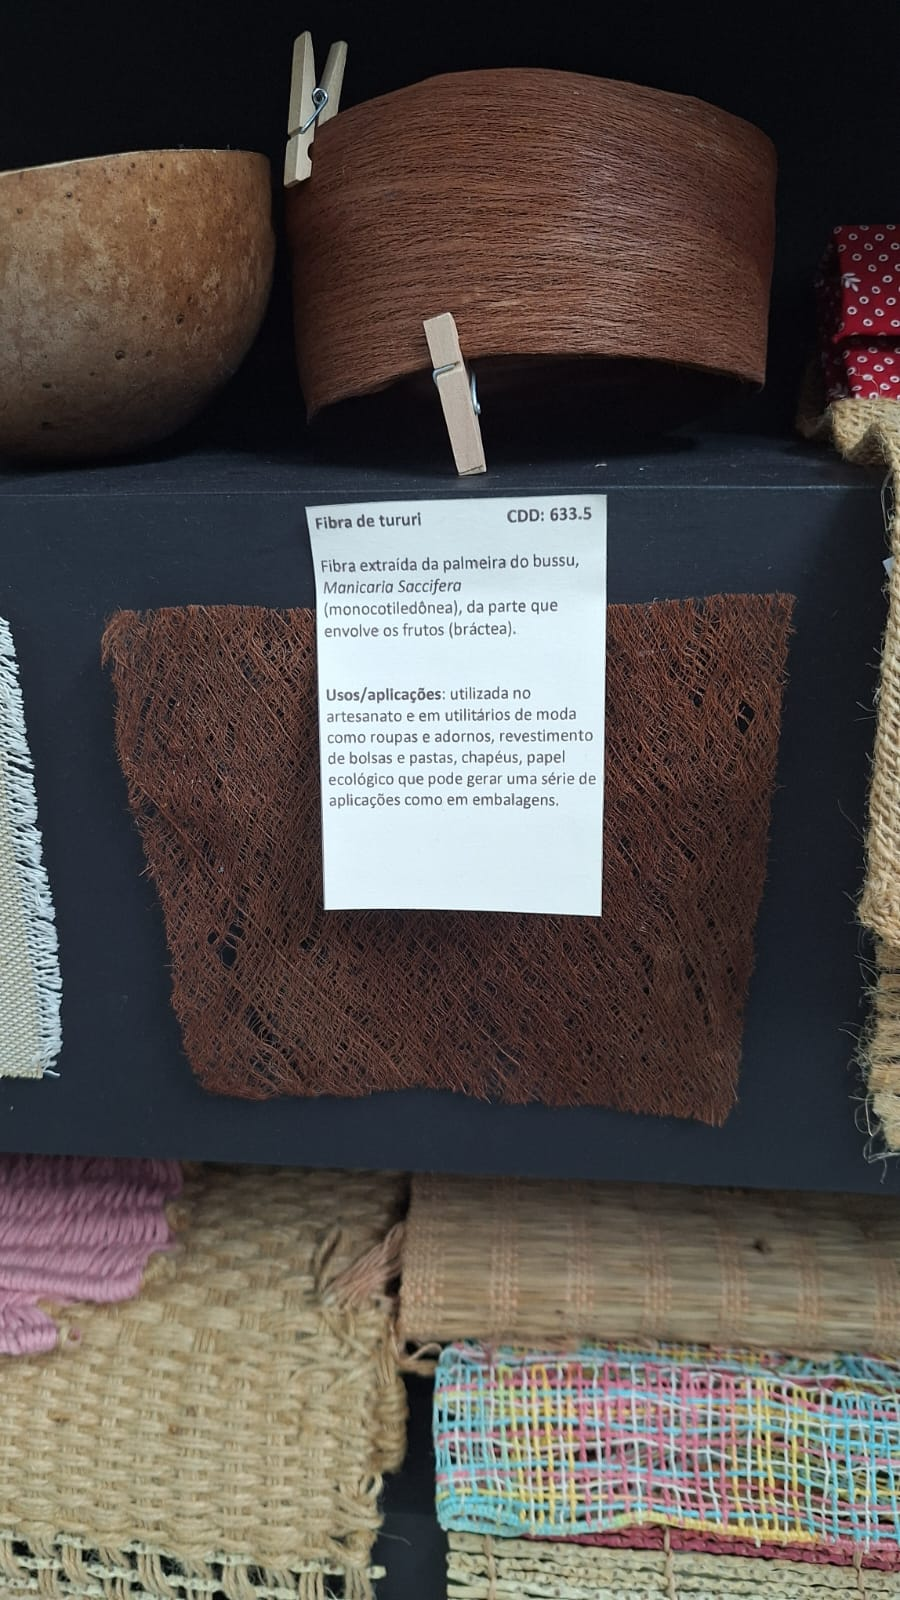 Fibra de tururi CDD: 633.5
Fibra extraída da palmeira do bussu,
Manicaria Saccifera
(monocotiledônea), da parte que
envolve os frutos (bráctea).
Usos/aplicações: utilizada no
artesanato e em utilitários de moda
como roupas e adornos, revestimento
de bolsas e pastas, chapéus, papel
ecológico que pode gerar uma série de
aplicações como em embalagens.